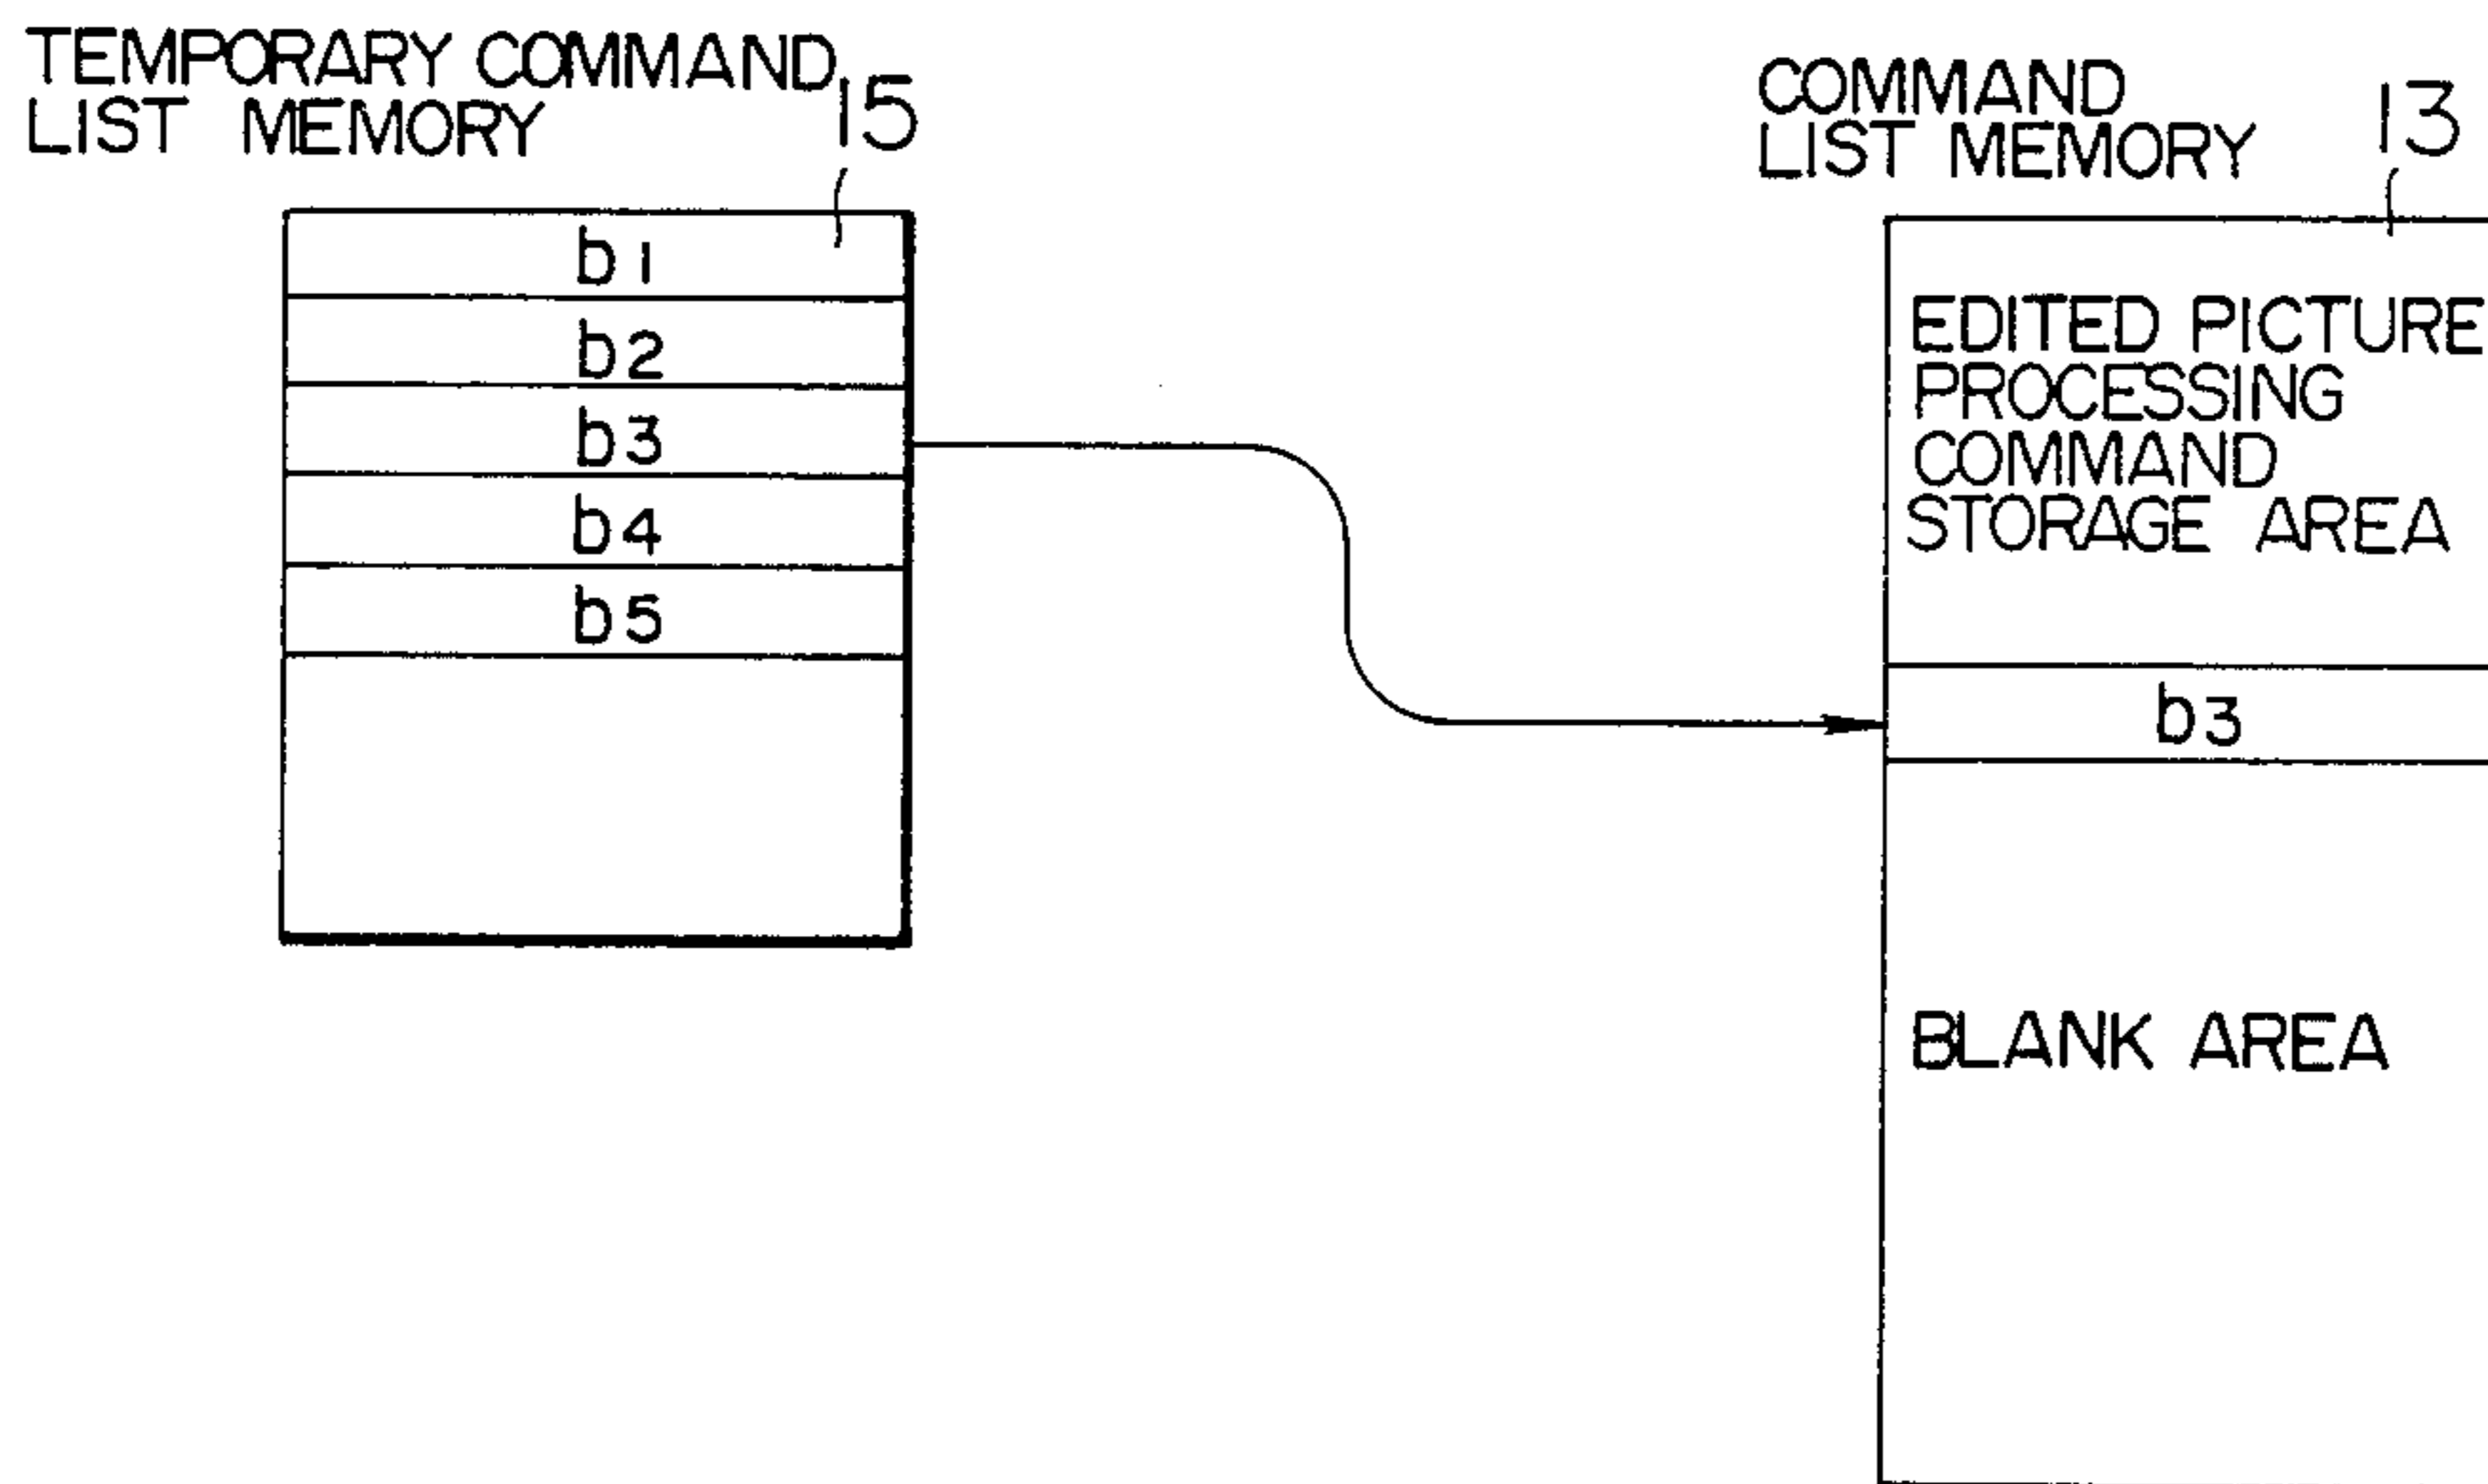 TEMPORARY COMMAND
LIST MEMORY
15
b1
b2
b3
b4
b5
COMMAND
LIST MEMORY
13
EDITED PICTURE
PROCESSING
COMMAND
STORAGE AREA
b3
BLANK AREA